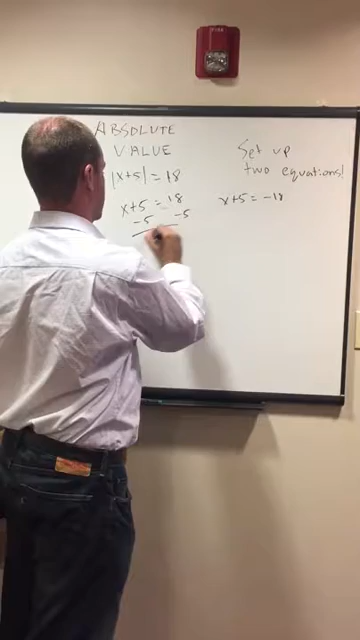 ABSOLUTE
VALUE
|x+5| = 18
x+5 = 18
-5 -5
Set up
two equations!
x+5 = -18